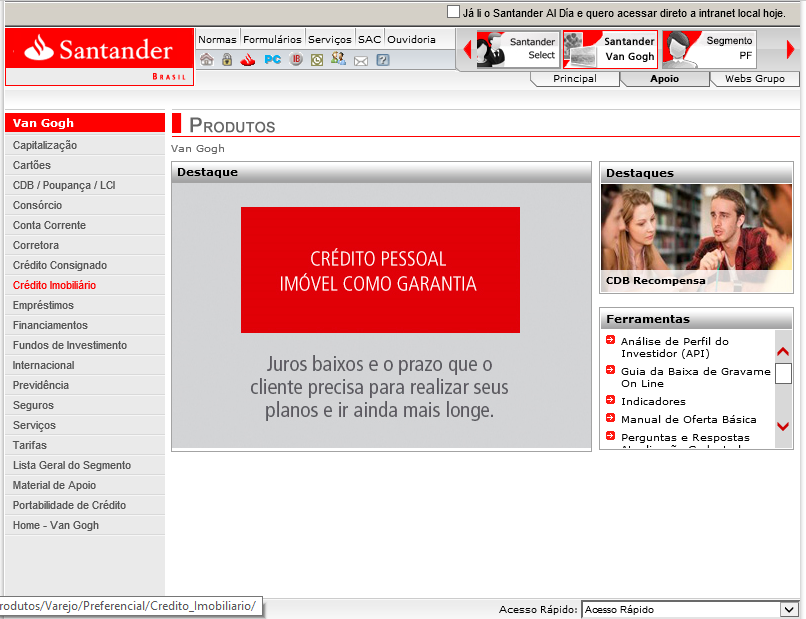 Já li o Santander Al Día e quero acessar direto a intranet local hoje.
Santander
BRASIL
Normas Formulários Serviços SAC Ouvidoria
PC
Santander
Select
Santander
Van Gogh
Segmento
PF
Principal Apoio Webs Grupo
Van Gogh
Capitalização
Cartões
CDB / Poupança / LCI
Consórcio
Conta Corrente
Corretora
Crédito Consignado
Crédito Imobiliário
Empréstimos
Financiamentos
Fundos de Investimento
Internacional
Previdência
Seguros
Serviços
Tarifas
Lista Geral do Segmento
Material de Apoio
Portabilidade de Crédito
Home - Van Gogh
PRODUTOS
Van Gogh
Destaque
CRÉDITO PESSOAL
IMÓVEL COMO GARANTIA
Juros baixos e o prazo que o
cliente precisa para realizar seus
planos e ir ainda mais longe.
Destaques
CDB Recompensa
Ferramentas
Análise de Perfil do
Investidor (API)
Guia da Baixa de Gravame
On Line
Indicadores
Manual de Oferta Básica
Perguntas e Respostas
rodutos/Varejo/Preferencial/Credito_Imobiliario/
Acesso Rápido: Acesso Rápido